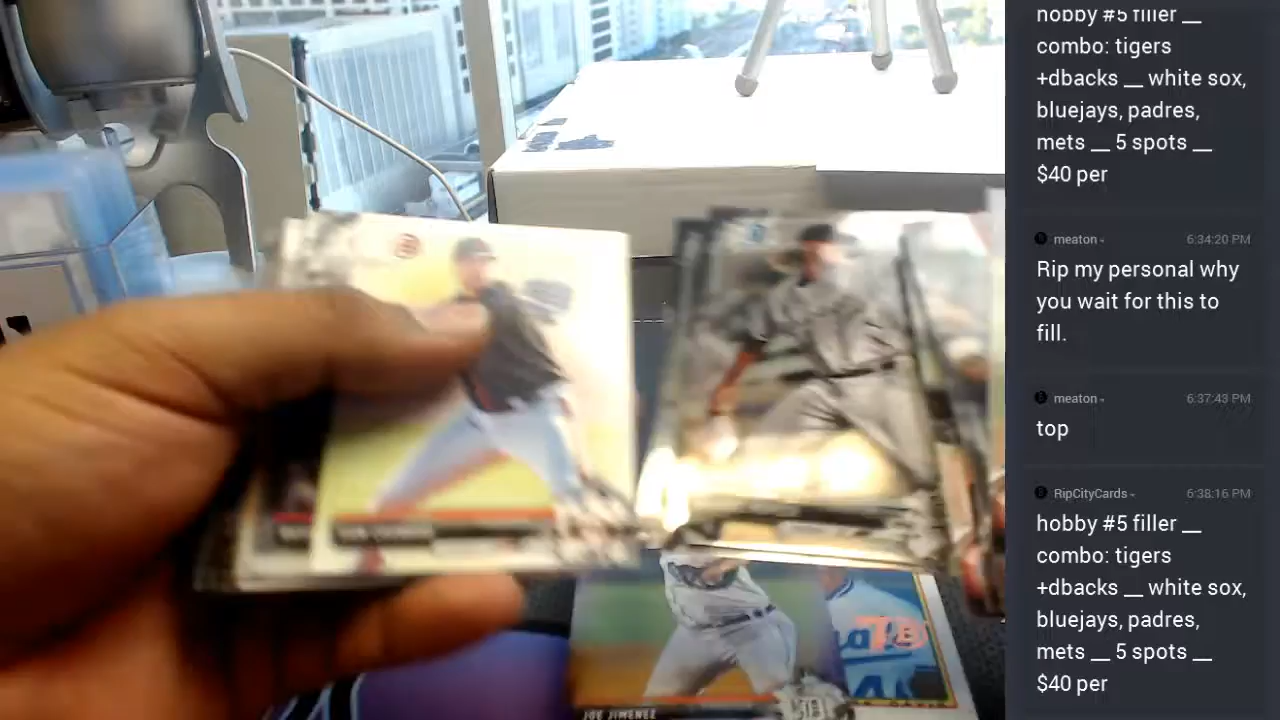 hobby #5 filler __
combo: tigers
+dbacks __ white sox,
bluejays, padres,
mets __ 5 spots __
$40 per
meaton
6:34:20 PM
Rip my personal why
you wait for this to
fill.
meaton
6:37:43 PM
top
RipCityCards
6:38:16 PM
hobby #5 filler __
combo: tigers
+dbacks __ white sox,
bluejays, padres,
mets __ 5 spots __
$40 per
JOE JIMENEZ